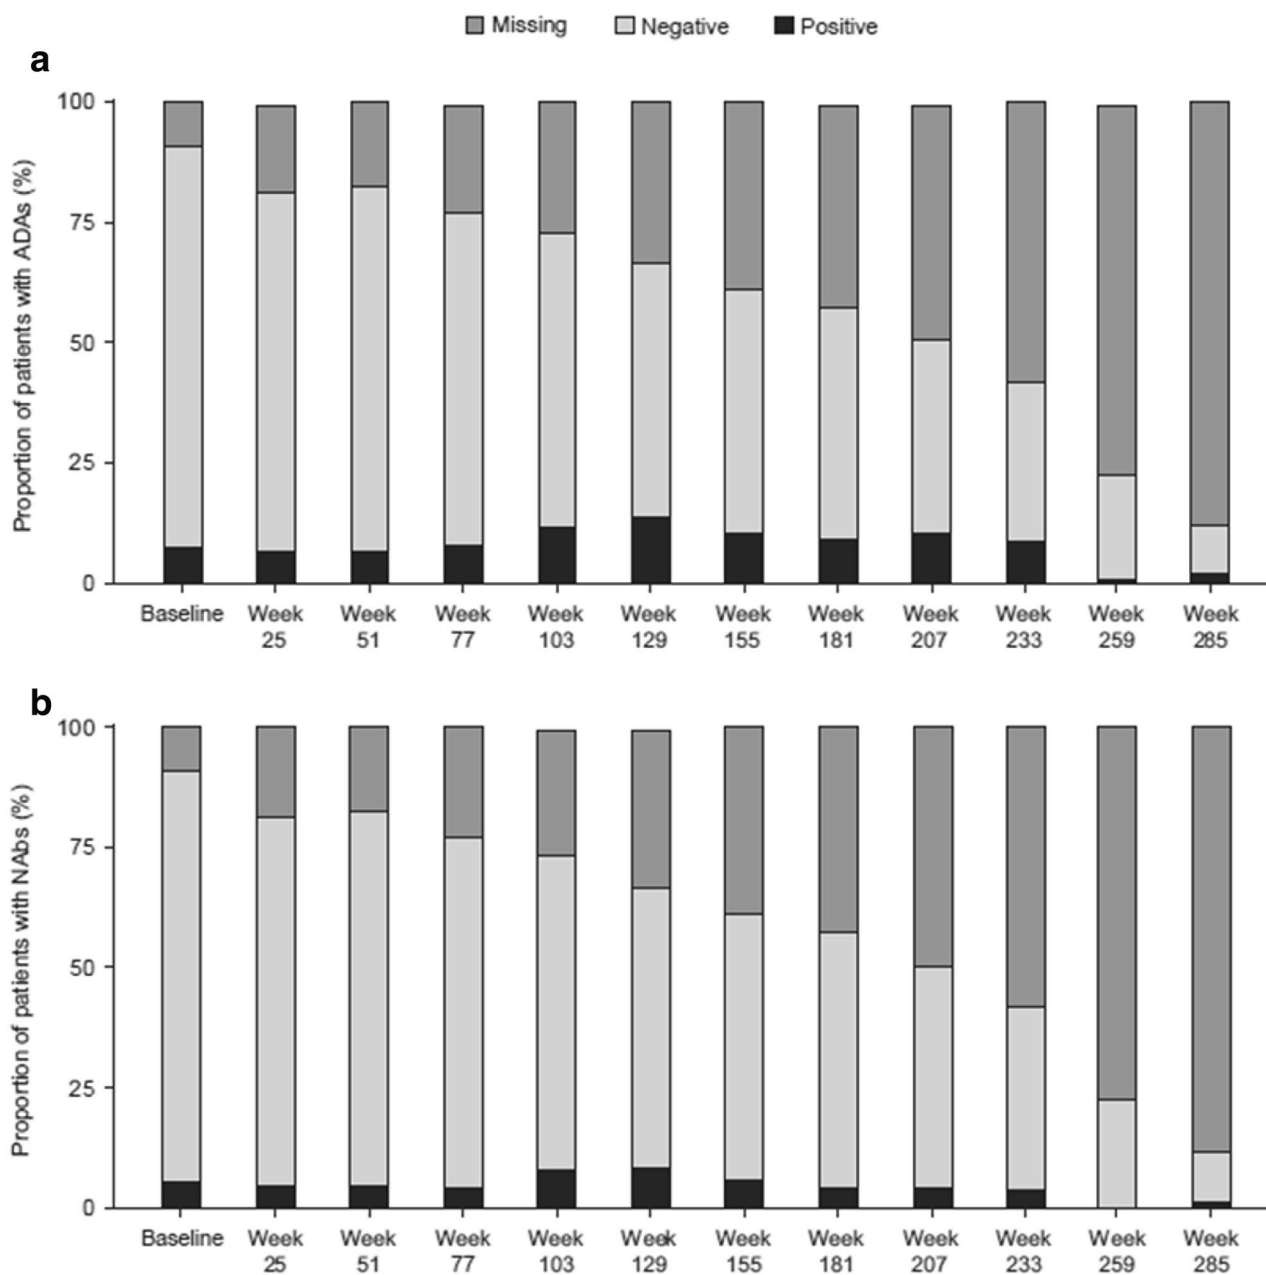 Missing Negative Positive
a
Proportion of patients with ADAs (%)
100
75
50
25
0
Baseline Week 25 Week 51 Week 77 Week 103 Week 129 Week 155 Week 181 Week 207 Week 233 Week 259 Week 285
b
Proportion of patients with NAbs (%)
100
75
50
25
0
Baseline Week 25 Week 51 Week 77 Week 103 Week 129 Week 155 Week 181 Week 207 Week 233 Week 259 Week 285